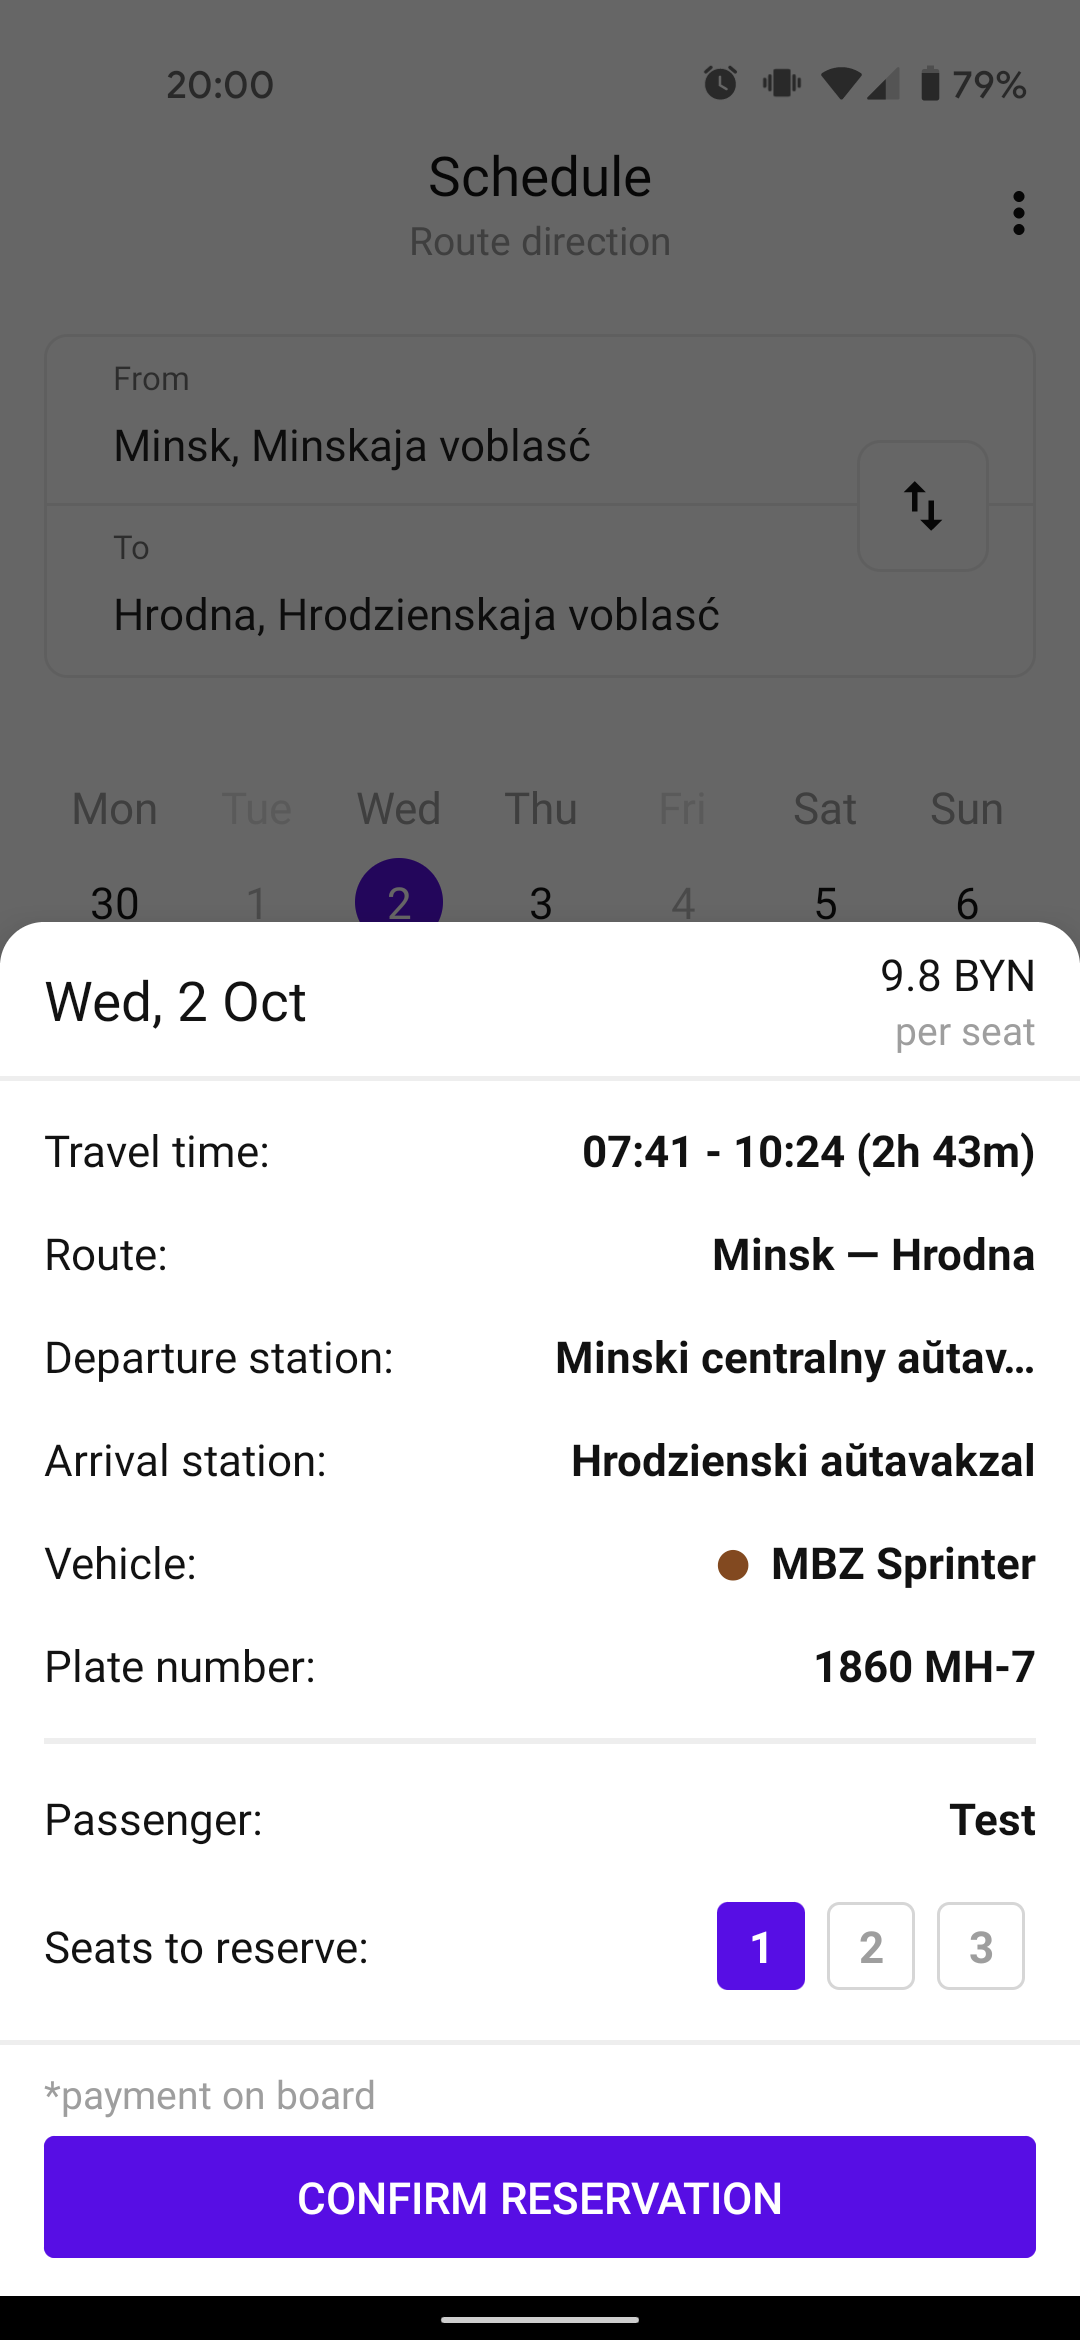 20:00
79%
Schedule
Route direction
From
Minsk, Minskaja voblasć
To
Hrodna, Hrodzienskaja voblasć
Mon Tue Wed Thu Fri Sat Sun
30 1 2 3 4 5 6
Wed, 2 Oct
9.8 BYN
per seat
Travel time: 07:41 - 10:24 (2h 43m)
Route: Minsk — Hrodna
Departure station: Minski centralny aŭtav...
Arrival station: Hrodzienski aŭtavakzal
Vehicle: MBZ Sprinter
Plate number: 1860 MH-7
Passenger: Test
Seats to reserve: 1 2 3
*payment on board
CONFIRM RESERVATION